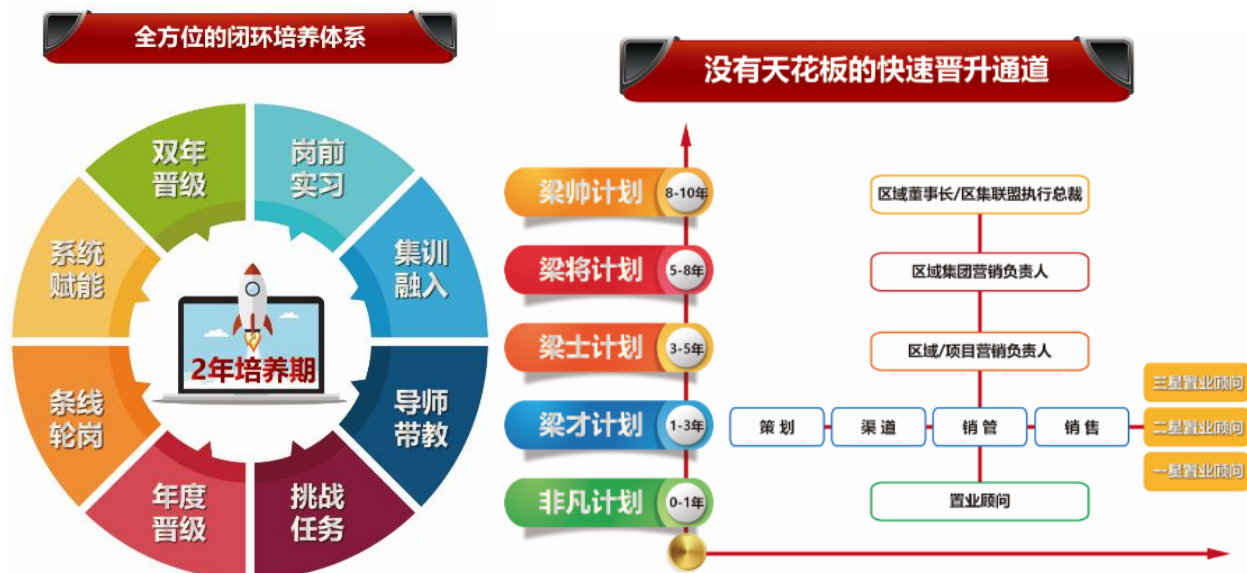 全方位的闭环培养体系
双年
晋级
岗前
实习
集训
融入
导师
带教
挑战
任务
年度
晋级
条线
轮岗
系统
赋能
2年培养期
没有天花板的快速晋升通道
梁帅计划 8-10年 区域董事长/区集联盟执行总裁
梁将计划 5-8年 区域集团营销负责人
梁士计划 3-5年 区域/项目营销负责人
三星置业顾问
梁才计划 1-3年 策划 渠道 销管 销售 二星置业顾问
一星置业顾问
非凡计划 0-1年 置业顾问